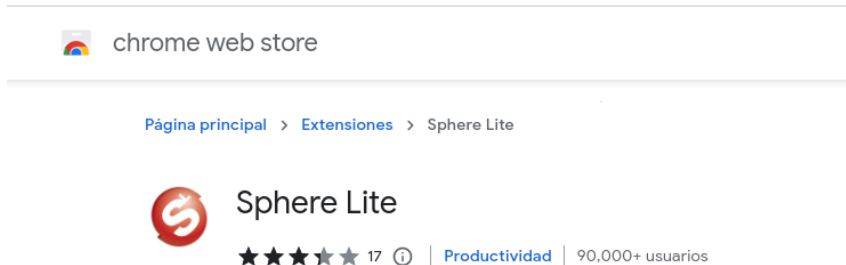 chrome web store
Página principal > Extensiones > Sphere Lite
Sphere Lite
17 | Productividad | 90,000+ usuarios